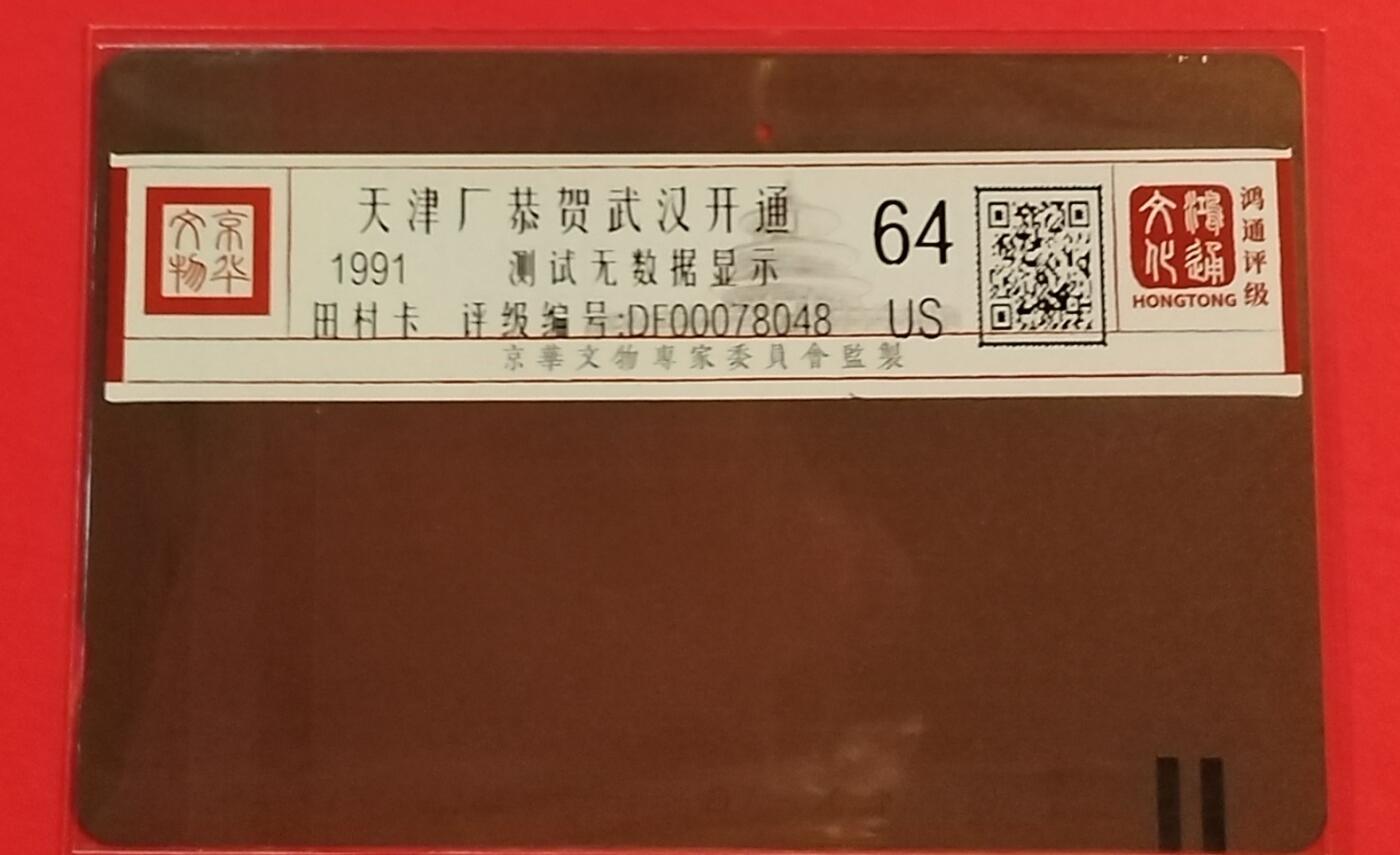 京华文物
天津厂恭贺武汉开通
1991 测试无数据显示
田村卡 评级编号:DF00078048
64
US
京華文物專家委員會監製
鸿通文化
HONGTONG
鸿通评级